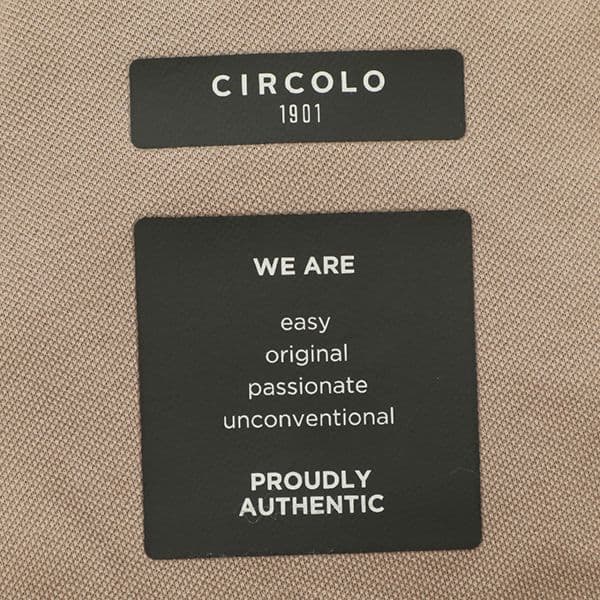 CIRCOLO
1901
WE ARE
easy
original
passionate
unconventional
PROUDLY
AUTHENTIC